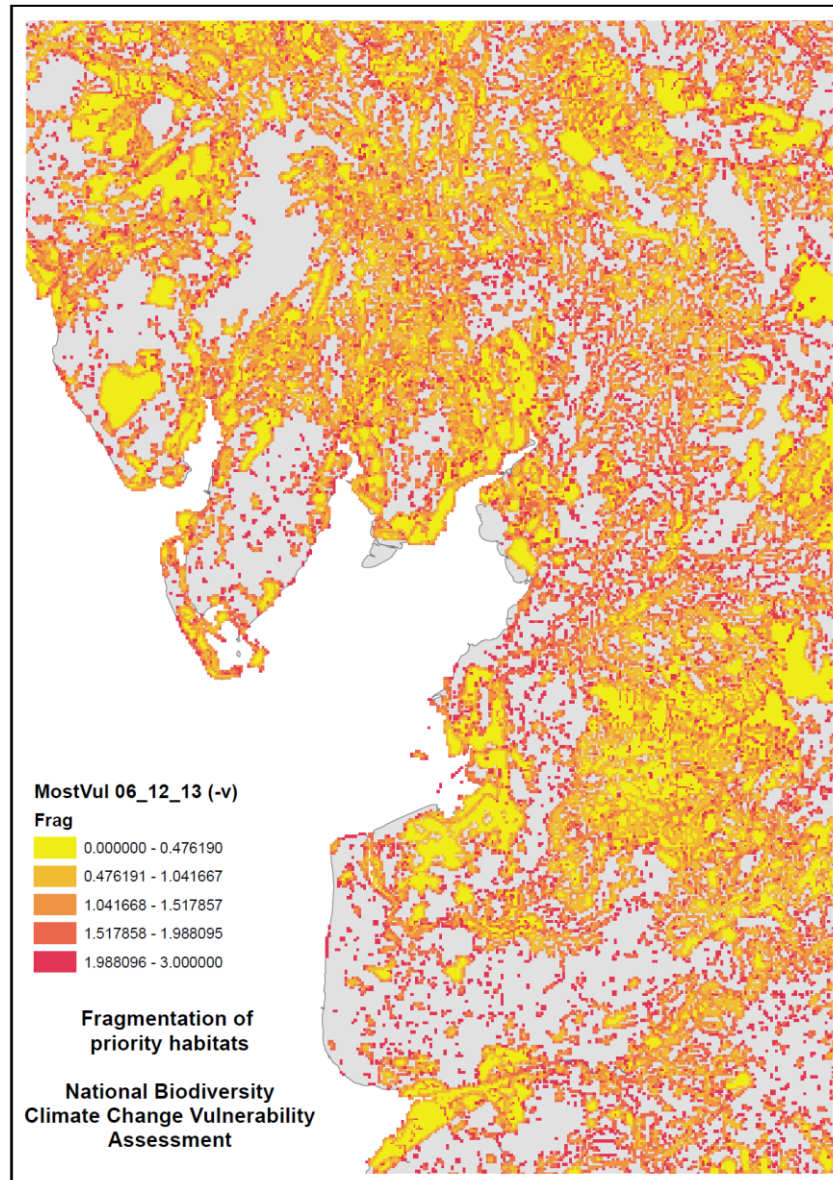 MostVul 06_12_13 (-v)
Frag
0.000000 - 0.476190
0.476191 - 1.041667
1.041668 - 1.517857
1.517858 - 1.988095
1.988096 - 3.000000
Fragmentation of
priority habitats
National Biodiversity
Climate Change Vulnerability
Assessment